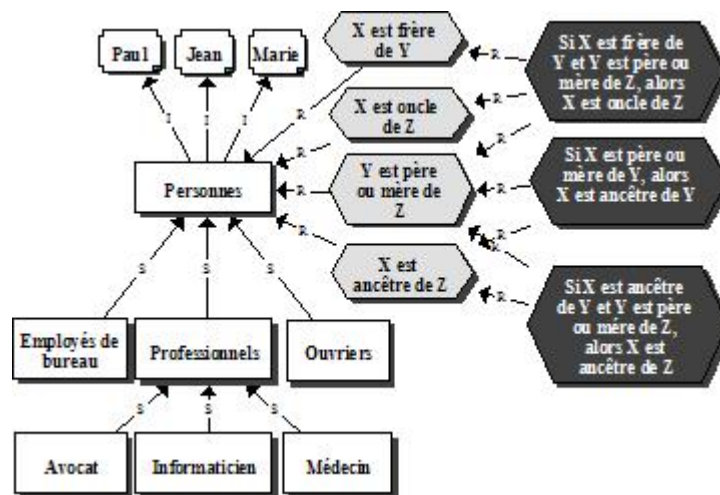 Paul
Jean
Marie
X est frère
de Y
Si X est frère de
Y et Y est père ou
mère de Z, alors
X est oncle de Z
I
I
I
R
R
R
R
X est oncle
de Z
R
R
R
Personnes
Y est père
ou mère de
Z
R
R
Si X est père ou
mère de Y, alors
X est ancêtre de Y
R
R
R
X est
ancêtre de Z
R
S
S
S
Si X est ancêtre
de Y et Y est père
ou mére de Z,
alors X est
ancêtre de Z
Employés de
bureau
Professionnels
Ouvriers
S
S
S
Avocat
Informaticien
Médecin